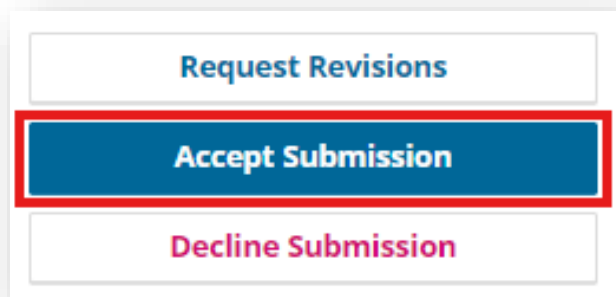 Request Revisions
Accept Submission
Decline Submission